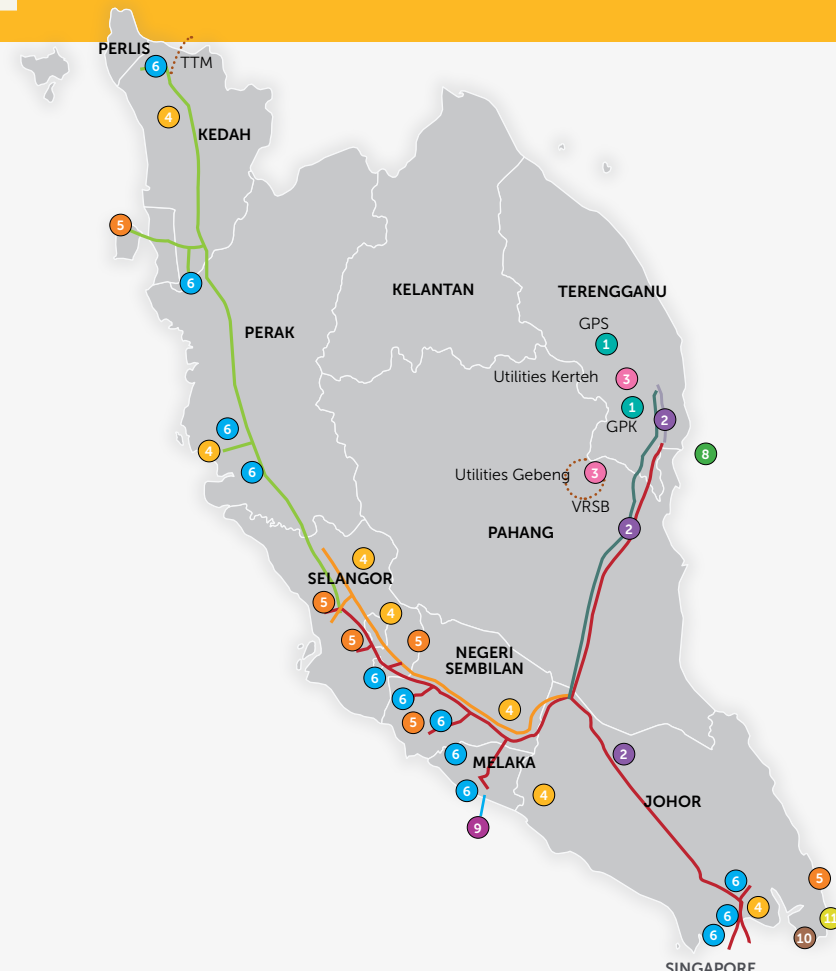 PERLIS
6
TTM
4
KEDAH
5
6
KELANTAN
TERENGGANU
GPS
1
PERAK
Utilities Kerteh
3
1
GPK
2
6
4
6
8
Utilities Gebeng
3
VRSB
2
PAHANG
4
SELANGOR
5
4
5
5
NEGERI
SEMBILAN
6
6
4
5
6
6
MELAKA
2
6
4
JOHOR
9
6
5
4
6
11
6
10
SINGAPORE